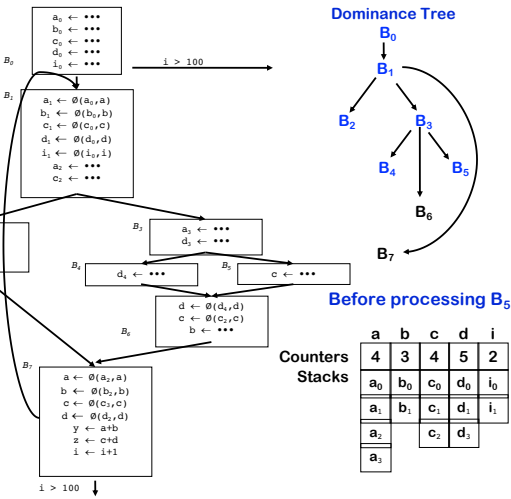 Dominance Tree
B₀
B₁
B₂
B₃
B₄
B₅
B₆
B₇
B₀
a₀ ← •••
b₀ ← •••
c₀ ← •••
d₀ ← •••
i₀ ← •••
i > 100
B₁
a₁ ← Ø(a₀,a)
b₁ ← Ø(b₀,b)
c₁ ← Ø(c₀,c)
d₁ ← Ø(d₀,d)
i₁ ← Ø(i₀,i)
a₂ ← •••
c₂ ← •••
B₃
a₃ ← •••
d₃ ← •••
B₄
d₄ ← •••
B₅
c ← •••
B₆
d ← Ø(d₄,d)
c ← Ø(c₂,c)
b ← •••
B₇
a ← Ø(a₂,a)
b ← Ø(b₂,b)
c ← Ø(c₃,c)
d ← Ø(d₂,d)
y ← a+b
z ← c+d
i ← i+1
i > 100
Before processing B₅
a b c d i
Counters 4 3 4 5 2
Stacks a₀ b₀ c₀ d₀ i₀
a₁ b₁ c₁ d₁ i₁
a₂ c₂ d₃
a₃